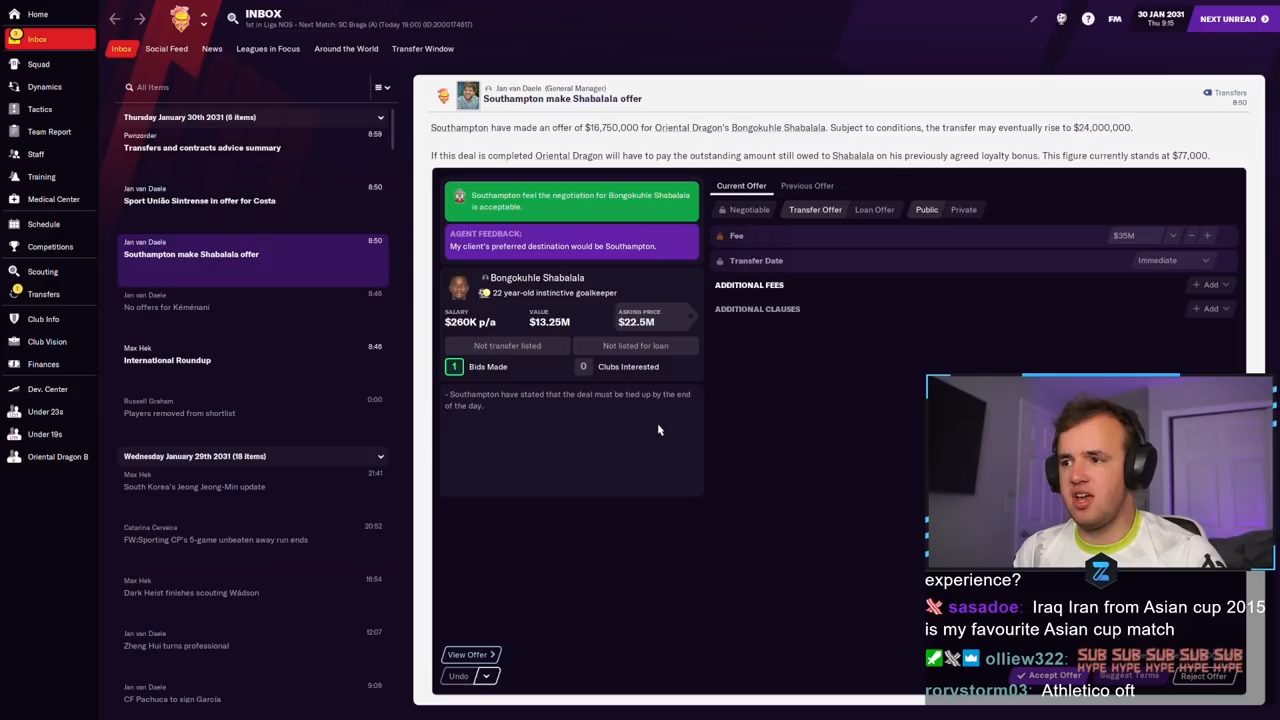 Home
Inbox
Squad
Dynamics
Tactics
Team Report
Staff
Training
Medical Center
Schedule
Competitions
Scouting
Transfers
Club Info
Club Vision
Finances
Dev. Center
Under 23s
Under 19s
Oriental Dragon B
INBOX
1st in Liga NOS - Next Match: SC Braga (A) (Today 19:00) (ID:2000174617)
FM
30 JAN 2031
Thu 9:15
NEXT UNREAD
Inbox
Social Feed
News
Leagues in Focus
Around the World
Transfer Window
All Items
Thursday January 30th 2031 (6 items)
Pwnzorder
8:59
Transfers and contracts advice summary
Jan van Daele
8:50
Sport União Sintrense in offer for Costa
Jan van Daele
8:50
Southampton make Shabalala offer
Jan van Daele
8:46
No offers for Kéménani
Max Hek
8:46
International Roundup
Russell Graham
0:00
Players removed from shortlist
Wednesday January 29th 2031 (18 items)
Max Hek
21:41
South Korea's Jeong Jeong-Min update
Catarina Cerveira
20:52
FW:Sporting CP's 5-game unbeaten away run ends
Max Hek
16:54
Dark Heist finishes scouting Wádson
Jan van Daele
12:07
Zheng Hui turns professional
Jan van Daele
9:09
CF Pachuca to sign García
Jan van Daele (General Manager)
Southampton make Shabalala offer
Transfers
8:50
Southampton have made an offer of $16,750,000 for Oriental Dragon's Bongokuhle Shabalala. Subject to conditions, the transfer may eventually rise to $24,000,000.
If this deal is completed Oriental Dragon will have to pay the outstanding amount still owed to Shabalala on his previously agreed loyalty bonus. This figure currently stands at $77,000.
Southampton feel the negotiation for Bongokuhle Shabalala
is acceptable.
AGENT FEEDBACK:
My client's preferred destination would be Southampton.
Bongokuhle Shabalala
22 year-old instinctive goalkeeper
SALARY
$260K p/a
VALUE
$13.25M
ASKING PRICE
$22.5M
Not transfer listed
Not listed for loan
1 Bids Made
0 Clubs Interested
- Southampton have stated that the deal must be tied up by the end
of the day.
View Offer
Undo
Current Offer
Previous Offer
Negotiable
Transfer Offer
Loan Offer
Public
Private
Fee
$35M
Transfer Date
Immediate
ADDITIONAL FEES
+ Add
ADDITIONAL CLAUSES
+ Add
experience?
sasadoe: Iraq Iran from Asian cup 2015
is my favourite Asian cup match
olliew322: SUB HYPE SUB HYPE SUB HYPE SUB HYPE SUB HYPE
Accept Offer
Suggest Terms
Reject Offer
roystorm03: Athletico oft